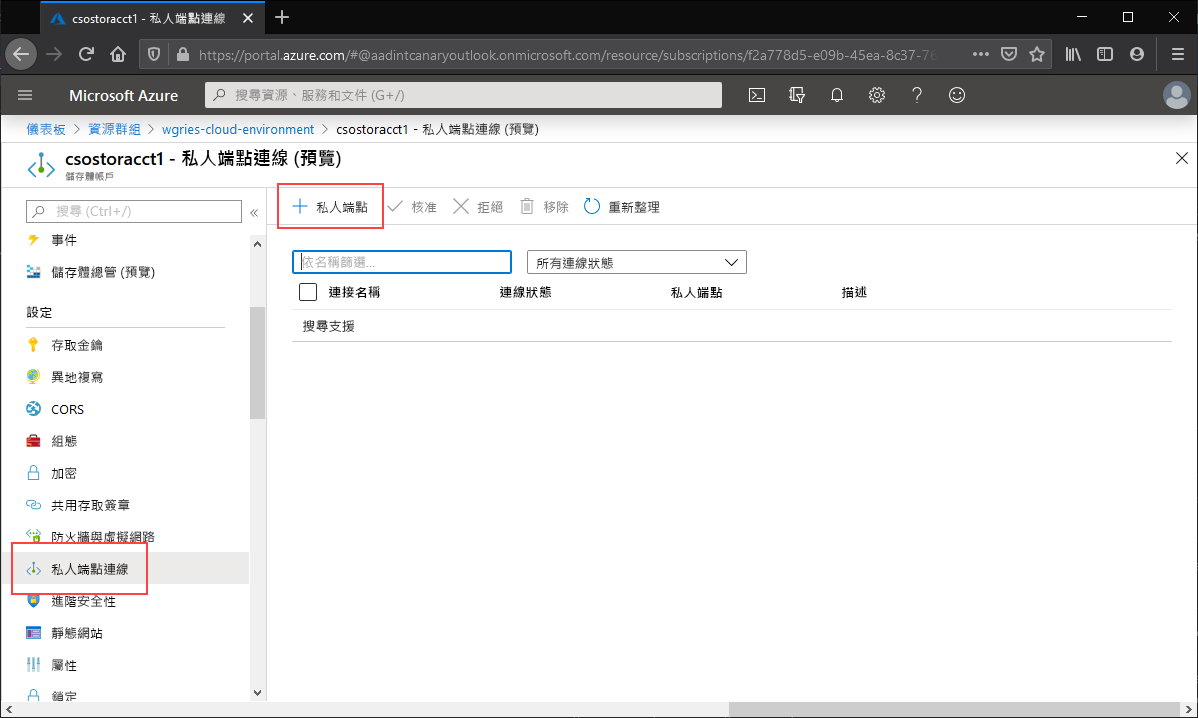 csostoracct1 - 私人端點連線
https://portal.azure.com/#@aadintcanaryoutlook.onmicrosoft.com/resource/subscriptions/f2a778d5-e09b-45ea-8c37-76
Microsoft Azure
搜尋資源、服務和文件 (G+/)
儀表板 > 資源群組 > wgries-cloud-environment > csostoracct1 - 私人端點連線 (預覽)
csostoracct1 - 私人端點連線 (預覽)
儲存體帳戶
搜尋 (Ctrl+/)
事件
儲存體總管 (預覽)
設定
存取金鑰
異地複寫
CORS
組態
加密
共用存取簽章
防火牆與虛擬網路
私人端點連線
進階安全性
靜態網站
屬性
鎖定
私人端點 核准 拒絕 移除 重新整理
依名稱篩選... 所有連線狀態
連接名稱 連線狀態 私人端點 描述
搜尋支援